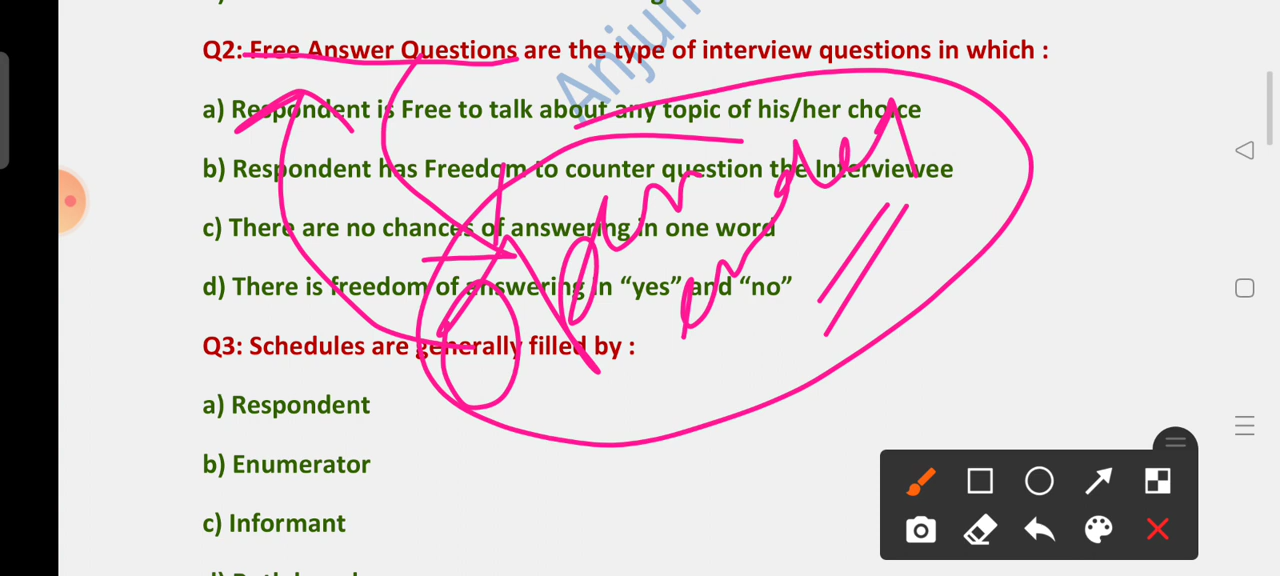 Q2: Free Answer Questions are the type of interview questions in which :
a) Respondent is Free to talk about any topic of his/her choice
b) Respondent has Freedom to counter question the Interviewee
c) There are no chances of answering in one word
d) There is freedom of answering in “yes” and “no”
Open
ended
Q3: Schedules are generally filled by :
a) Respondent
b) Enumerator
c) Informant
Anjum